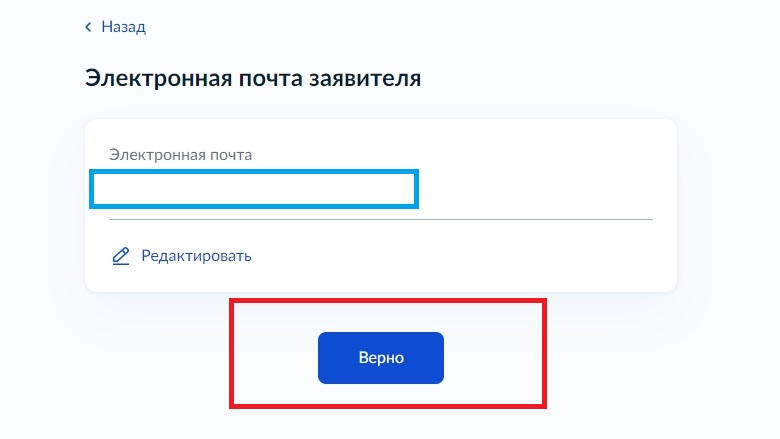 Назад
Электронная почта заявителя
Электронная почта
Редактировать
Верно